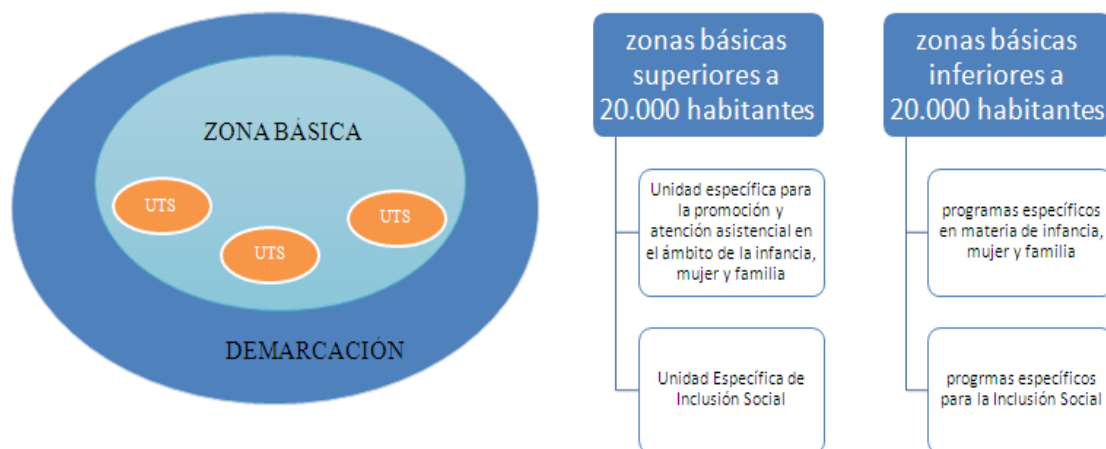 ZONA BÁSICA
UTS
UTS
UTS
DEMARCACIÓN
zonas básicas
superiores a
20.000 habitantes
Unidad específica para
la promoción y
atención asistencial en
el ámbito de la infancia,
mujer y familia
Unidad Específica de
Inclusión Social
zonas básicas
inferiores a
20.000 habitantes
programas específicos
en materia de infancia,
mujer y familia
progrmas específicos
para la Inclusión Social